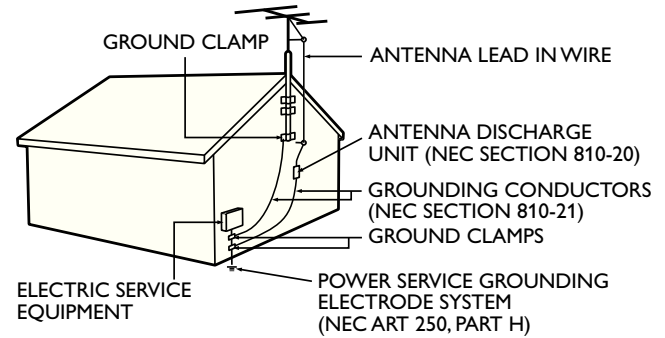 GROUND CLAMP
ANTENNA LEAD IN WIRE
ANTENNA DISCHARGE
UNIT (NEC SECTION 810-20)
GROUNDING CONDUCTORS
(NEC SECTION 810-21)
GROUND CLAMPS
ELECTRIC SERVICE
EQUIPMENT
POWER SERVICE GROUNDING
ELECTRODE SYSTEM
(NEC ART 250, PART H)